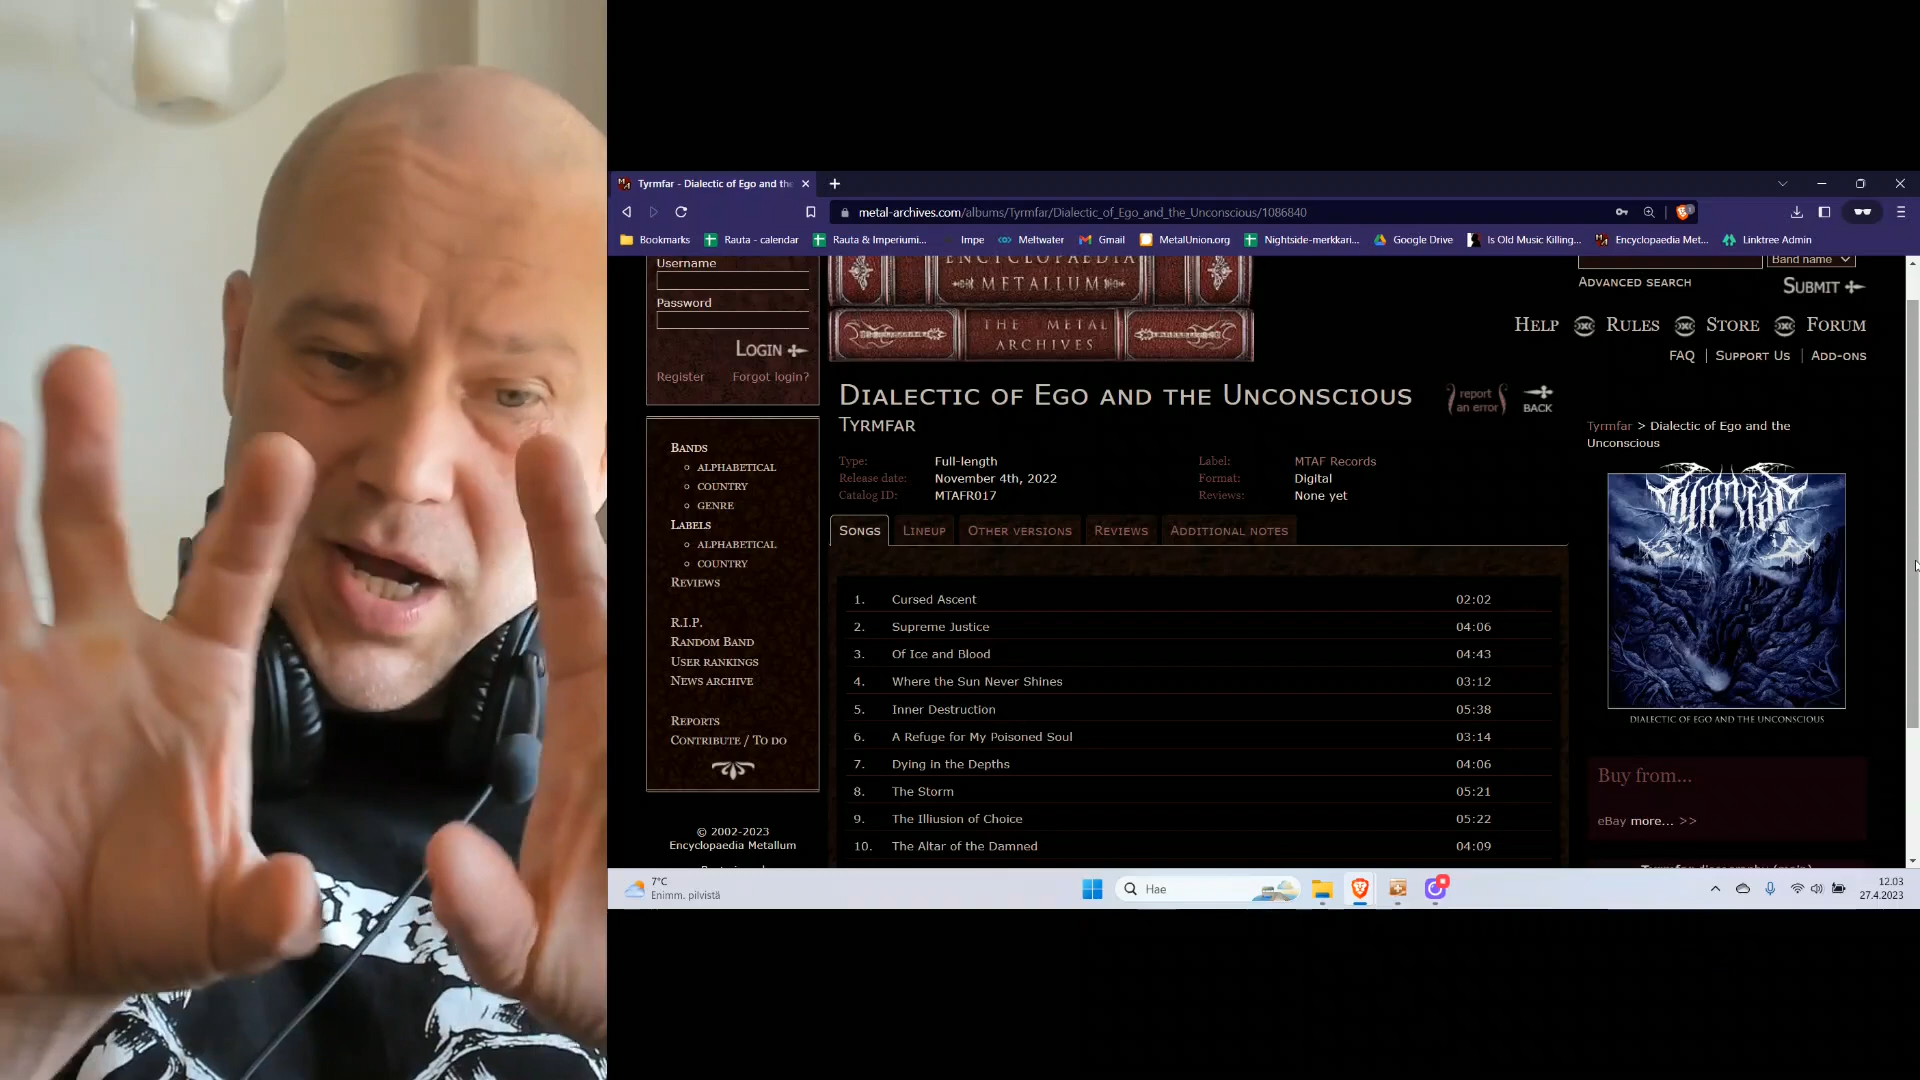 Tyrmfar - Dialectic of Ego and the
metal-archives.com/albums/Tyrmfar/Dialectic_of_Ego_and_the_Unconscious/1086840
Bookmarks
Rauta - calendar
Rauta & Imperiumi...
Impe
Meltwater
Gmail
MetalUnion.org
Nightside-merkkari...
Google Drive
Is Old Music Killing...
Encyclopaedia Met...
Linktree Admin
Username
Password
LOGIN
Register Forgot login?
ENCYCLOPAEDIA
METALLUM
THE METAL
ARCHIVES
Band name
ADVANCED SEARCH
SUBMIT
HELP RULES STORE FORUM
FAQ | SUPPORT US | ADD-ONS
BANDS
ALPHABETICAL
COUNTRY
GENRE
LABELS
ALPHABETICAL
COUNTRY
REVIEWS
R.I.P.
RANDOM BAND
USER RANKINGS
NEWS ARCHIVE
REPORTS
CONTRIBUTE / TO DO
© 2002-2023
Encyclopaedia Metallum
DIALECTIC OF EGO AND THE UNCONSCIOUS
TYRMFAR
report
an error
BACK
Type: Full-length
Release date: November 4th, 2022
Catalog ID: MTAFR017
Label: MTAF Records
Format: Digital
Reviews: None yet
SONGS LINEUP OTHER VERSIONS REVIEWS ADDITIONAL NOTES
1. Cursed Ascent 02:02
2. Supreme Justice 04:06
3. Of Ice and Blood 04:43
4. Where the Sun Never Shines 03:12
5. Inner Destruction 05:38
6. A Refuge for My Poisoned Soul 03:14
7. Dying in the Depths 04:06
8. The Storm 05:21
9. The Illiusion of Choice 05:22
10. The Altar of the Damned 04:09
Tyrmfar > Dialectic of Ego and the
Unconscious
TYRMFAR
DIALECTIC OF EGO AND THE UNCONSCIOUS
Buy from...
eBay more... >>
Tyrmfar discography (main)
7°C
Enimm. pilvistä
Hae
12.03
27.4.2023